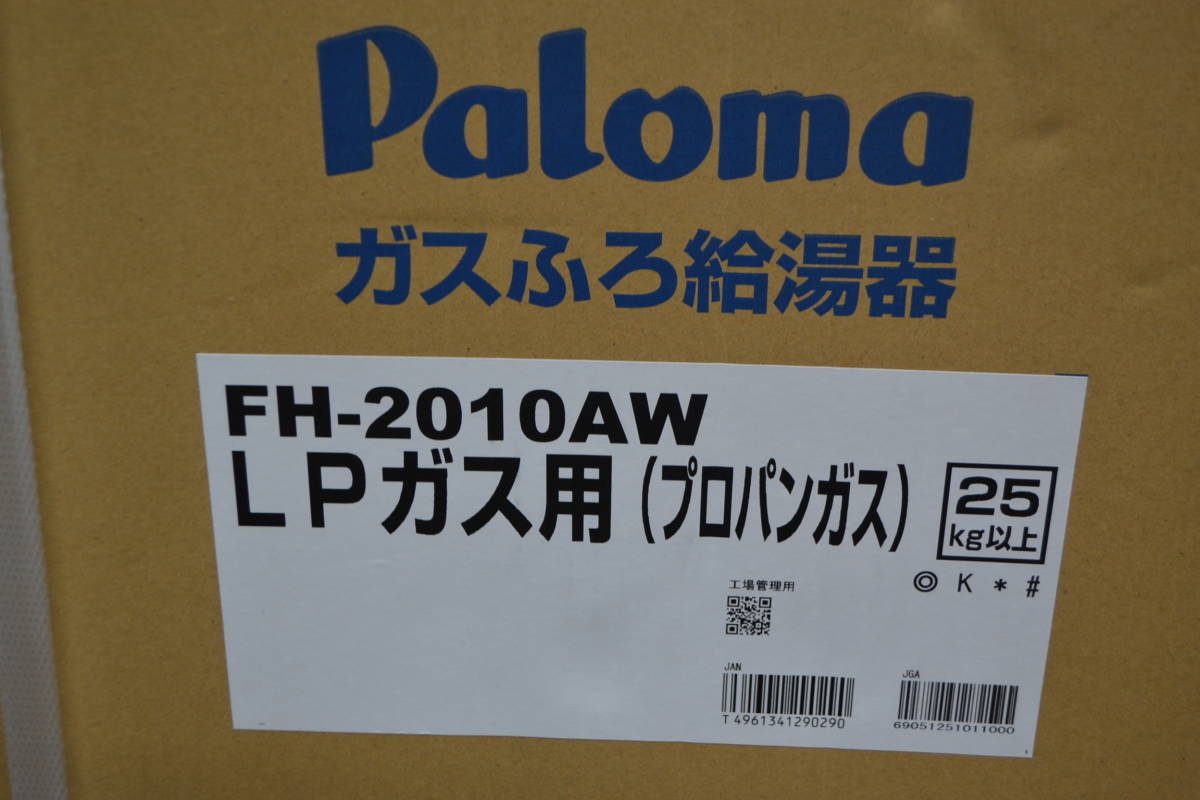 Paloma
ガスふろ給湯器
FH-2010AW
LPガス用(プロパンガス)
25
kg以上
◎ K * #
工場管理用
JAN
T 4961341290290
JGA
69051251011000